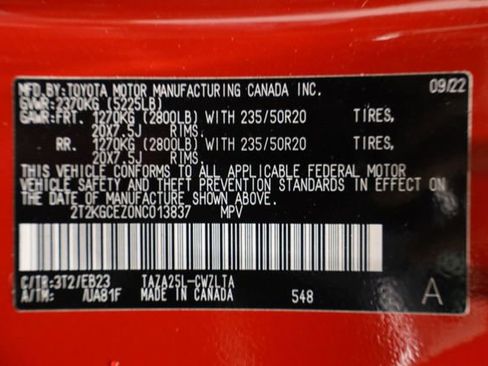 MFD.BY:TOYOTA MOTOR MANUFACTURING CANADA INC. 09/22
GVWR:2370KG (5225LB)
GAWR:FRT. 1270KG (2800LB) WITH 235/50R20 TIRES,
20X7.5J RIMS.
RR. 1270KG (2800LB) WITH 235/50R20 TIRES,
20X7.5J RIMS.
THIS VEHICLE CONFORMS TO ALL APPLICABLE FEDERAL MOTOR
VEHICLE SAFETY AND THEFT PREVENTION STANDARDS IN EFFECT ON
THE DATE OF MANUFACTURE SHOWN ABOVE.
2T2KGCEZ0NC013837 MPV
C/TR:3T2/EB23 TAZA25L-CWZLTA
A/TM: /UA81F MADE IN CANADA 548 A